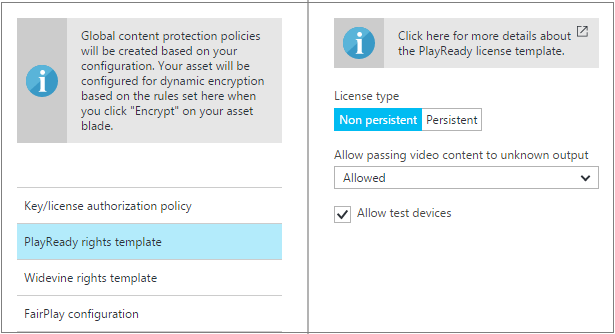 Global content protection policies
will be created based on your
configuration. Your asset will be
configured for dynamic encryption
based on the rules set here when
you click "Encrypt" on your asset
blade.
Key/license authorization policy
PlayReady rights template
Widevine rights template
FairPlay configuration
Click here for more details about
the PlayReady license template.
License type
Non persistent Persistent
Allow passing video content to unknown output
Allowed
Allow test devices